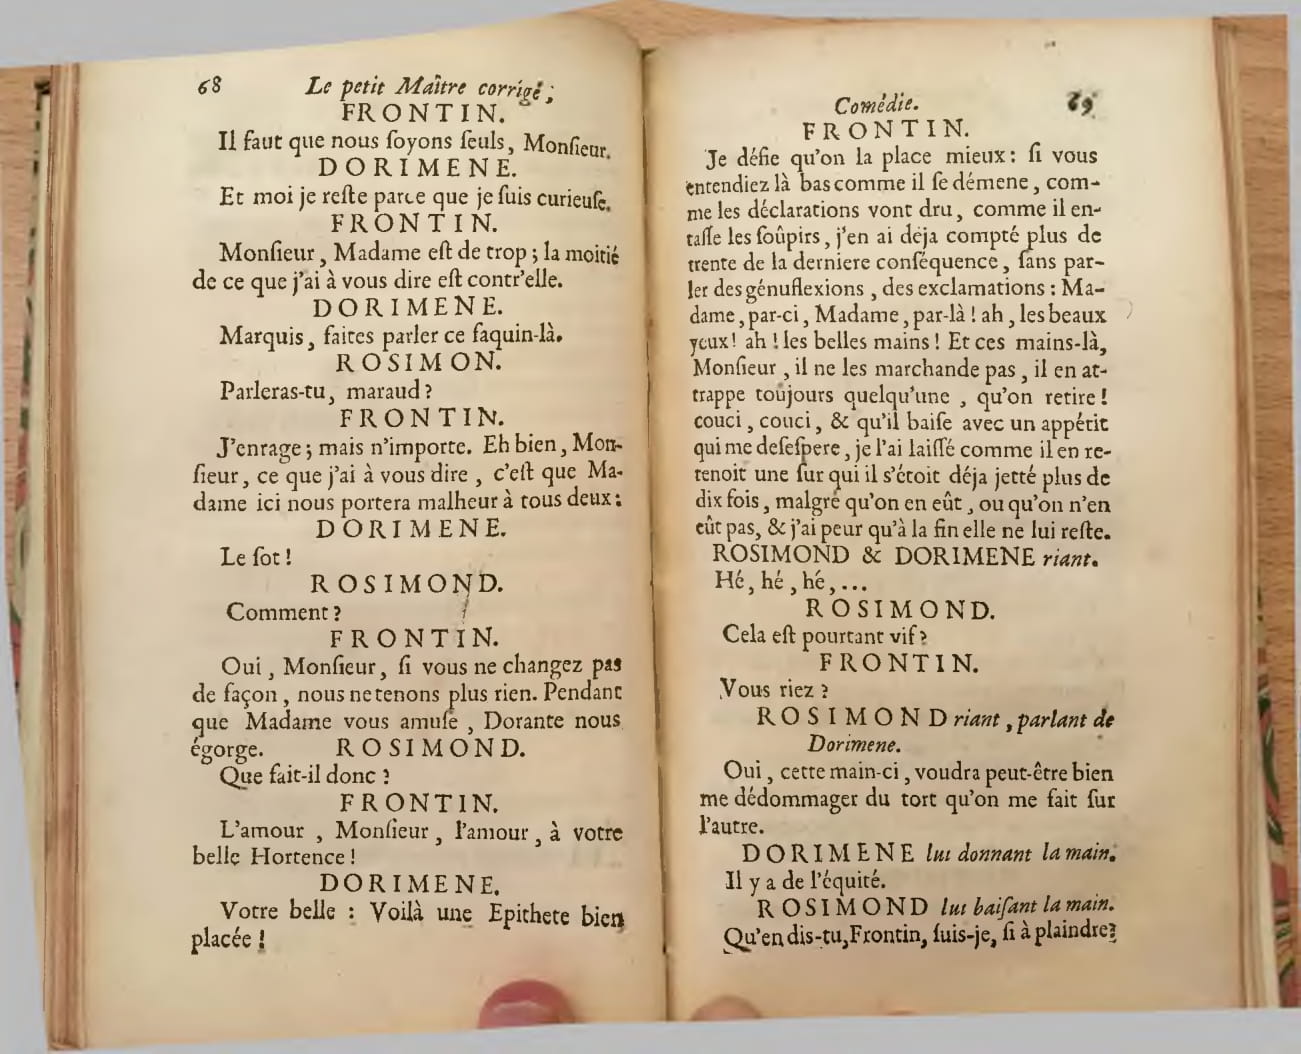 68 Le petit Maître corrigé ;
FRONTIN.
Il faut que nous ſoyons ſeuls, Monſieur.
DORIMENE.
Et moi je reſte parce que je ſuis curieuſe.
FRONTIN.
Monſieur, Madame eſt de trop ; la moitié
de ce que j'ai à vous dire eſt contr'elle.
DORIMENE.
Marquis, faites parler ce faquin-là.
ROSIMON.
Parleras-tu, maraud ?
FRONTIN.
J'enrage ; mais n'importe. Eh bien, Mon-
ſieur, ce que j'ai à vous dire, c'eſt que Ma-
dame ici nous portera malheur à tous deux :
DORIMENE.
Le ſot !
ROSIMOND.
Comment ?
FRONTIN.
Oui, Monſieur, ſi vous ne changez pas
de façon, nous ne tenons plus rien. Pendant
que Madame vous amuſe, Dorante nous
égorge. ROSIMOND.
Que fait-il donc ?
FRONTIN.
L'amour, Monſieur, l'amour, à votre
belle Hortence !
DORIMENE.
Votre belle : Voilà une Epithete bien
placée !
Comédie. 69
FRONTIN.
Je défie qu'on la place mieux : ſi vous
entendiez là bas comme il ſe démene, com-
me les déclarations vont dru, comme il en-
taſſe les ſoûpirs, j'en ai déja compté plus de
trente de la derniere conſéquence, ſans par-
ler des génuflexions, des exclamations : Ma-
dame, par-ci, Madame, par-là ! ah, les beaux
yeux ! ah ! les belles mains ! Et ces mains-là,
Monſieur, il ne les marchande pas, il en at-
trappe toûjours quelqu'une, qu'on retire !
couci, couci, & qu'il baiſe avec un appétit
qui me deſeſpere, je l'ai laiſſé comme il en re-
tenoit une ſur qui il s'étoit déja jetté plus de
dix fois, malgré qu'on en eût, ou qu'on n'en
eût pas, & j'ai peur qu'à la fin elle ne lui reſte.
ROSIMOND & DORIMENE riant.
Hé, hé, hé,...
ROSIMOND.
Cela eſt pourtant vif ?
FRONTIN.
Vous riez ?
ROSIMOND riant, parlant de
Dorimene.
Oui, cette main-ci, voudra peut-être bien
me dédommager du tort qu'on me fait ſur
l'autre.
DORIMENE lui donnant la main.
Il y a de l'équité.
ROSIMOND lui baiſant la main.
Qu'en dis-tu, Frontin, ſuis-je, ſi à plaindre ?